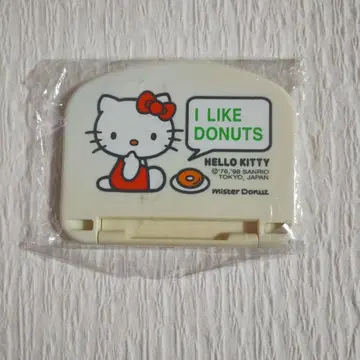 I LIKE
DONUTS
HELLO KITTY
©'76,'98 SANRIO
TOKYO, JAPAN
mister Donut